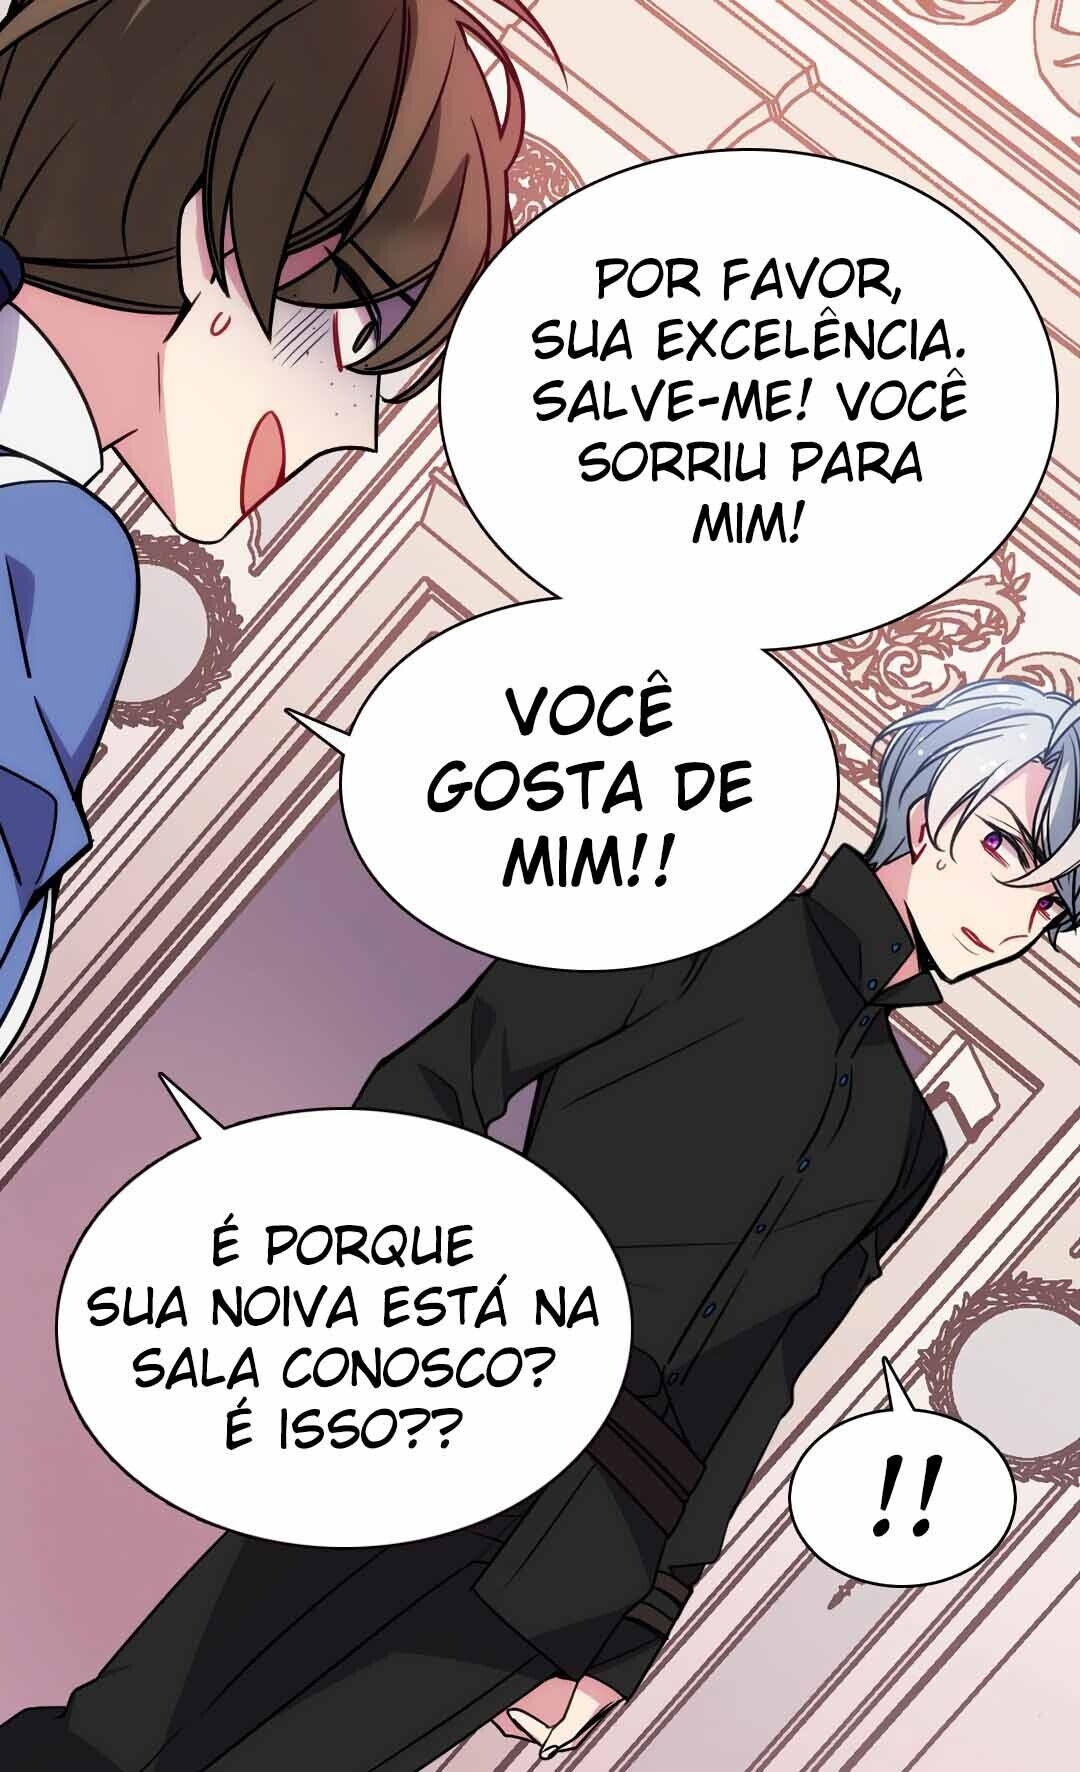 POR FAVOR,
SUA EXCELÊNCIA.
SALVE-ME! VOCÊ
SORRIU PARA
MIM!
VOCÊ
GOSTA DE
MIM!!
É PORQUE
SUA NOIVA ESTÁ NA
SALA CONOSCO?
É ISSO??
!!